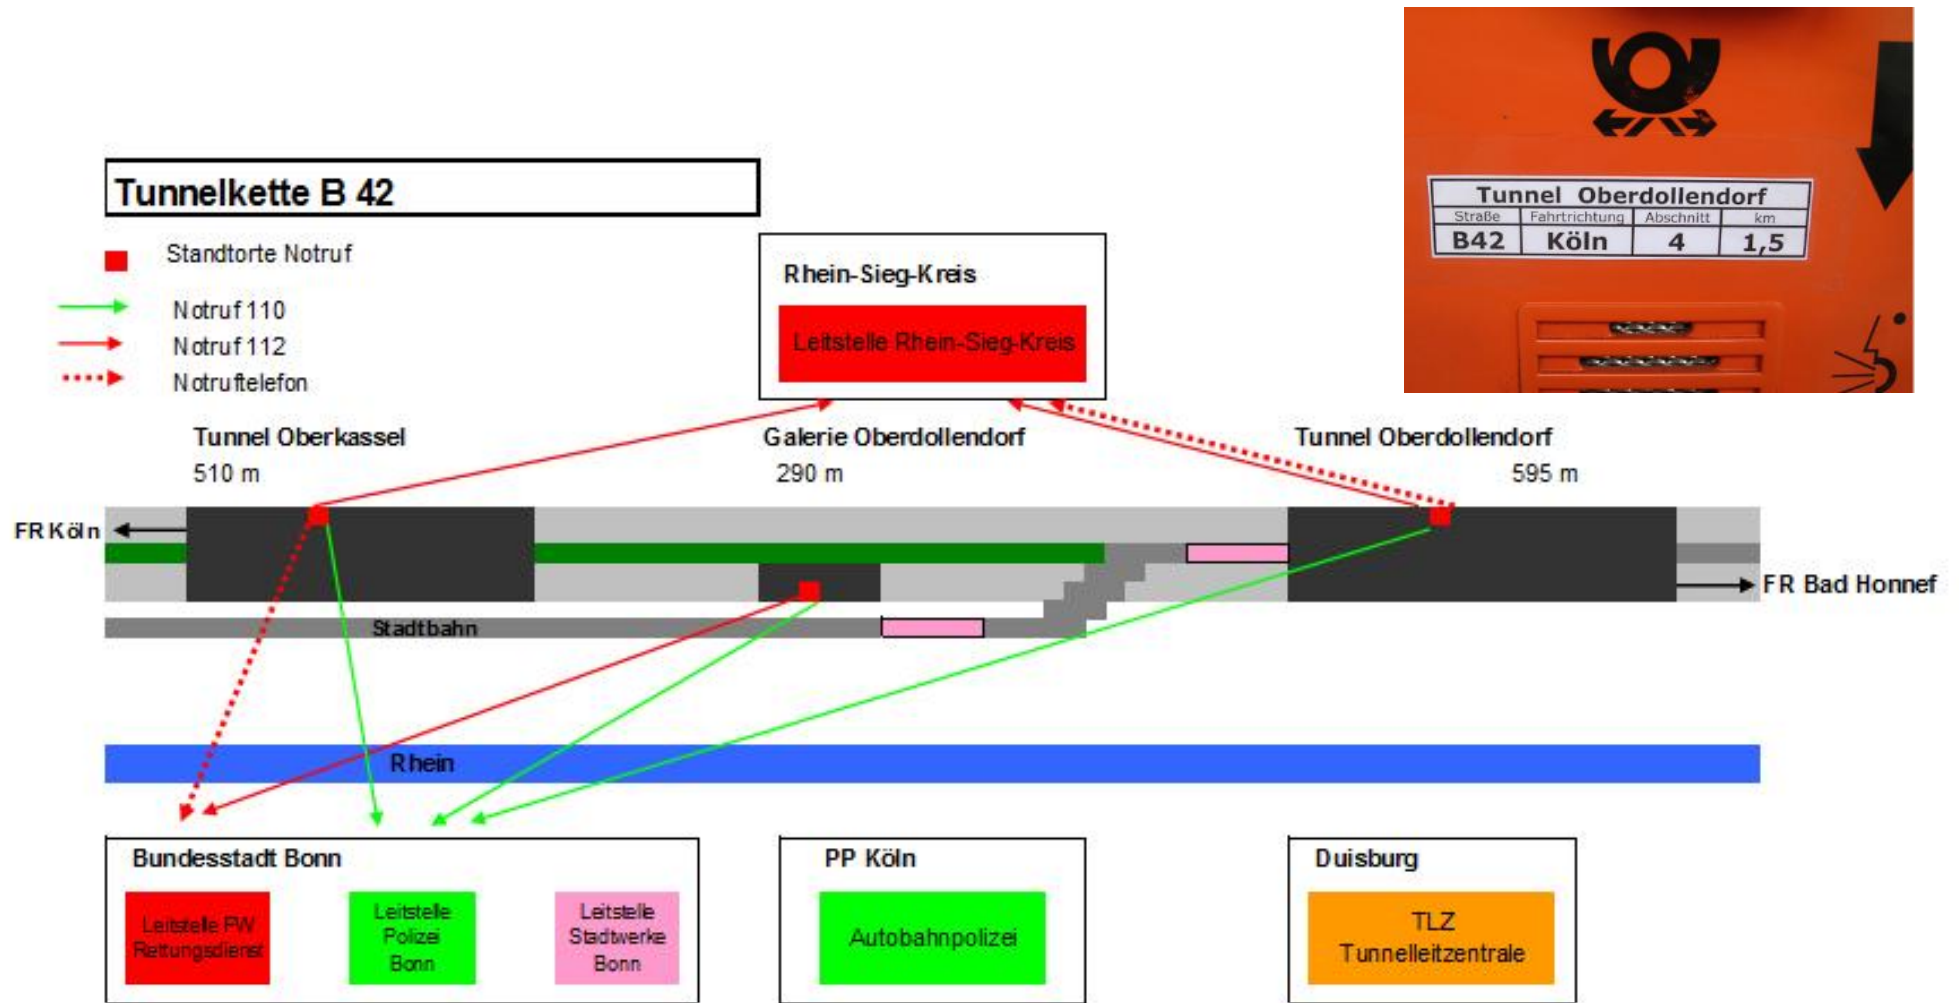 Tunnel Oberdollendorf
Straße Fahrtrichtung Abschnitt km
B42 Köln 4 1,5
Tunnelkette B 42
Standtorte Notruf
Notruf 110
Notruf 112
Notruftelefon
Rhein-Sieg-Kreis
Leitstelle Rhein-Sieg-Kreis
Tunnel Oberkassel
510 m
Galerie Oberdollendorf
290 m
Tunnel Oberdollendorf
595 m
FR Köln
FR Bad Honnef
Stadtbahn
Rhein
Bundesstadt Bonn
Leitstelle FW
Rettungsdienst
Leitstelle
Polizei
Bonn
Leitstelle
Stadtwerke
Bonn
PP Köln
Autobahnpolizei
Duisburg
TLZ
Tunnelleitzentrale